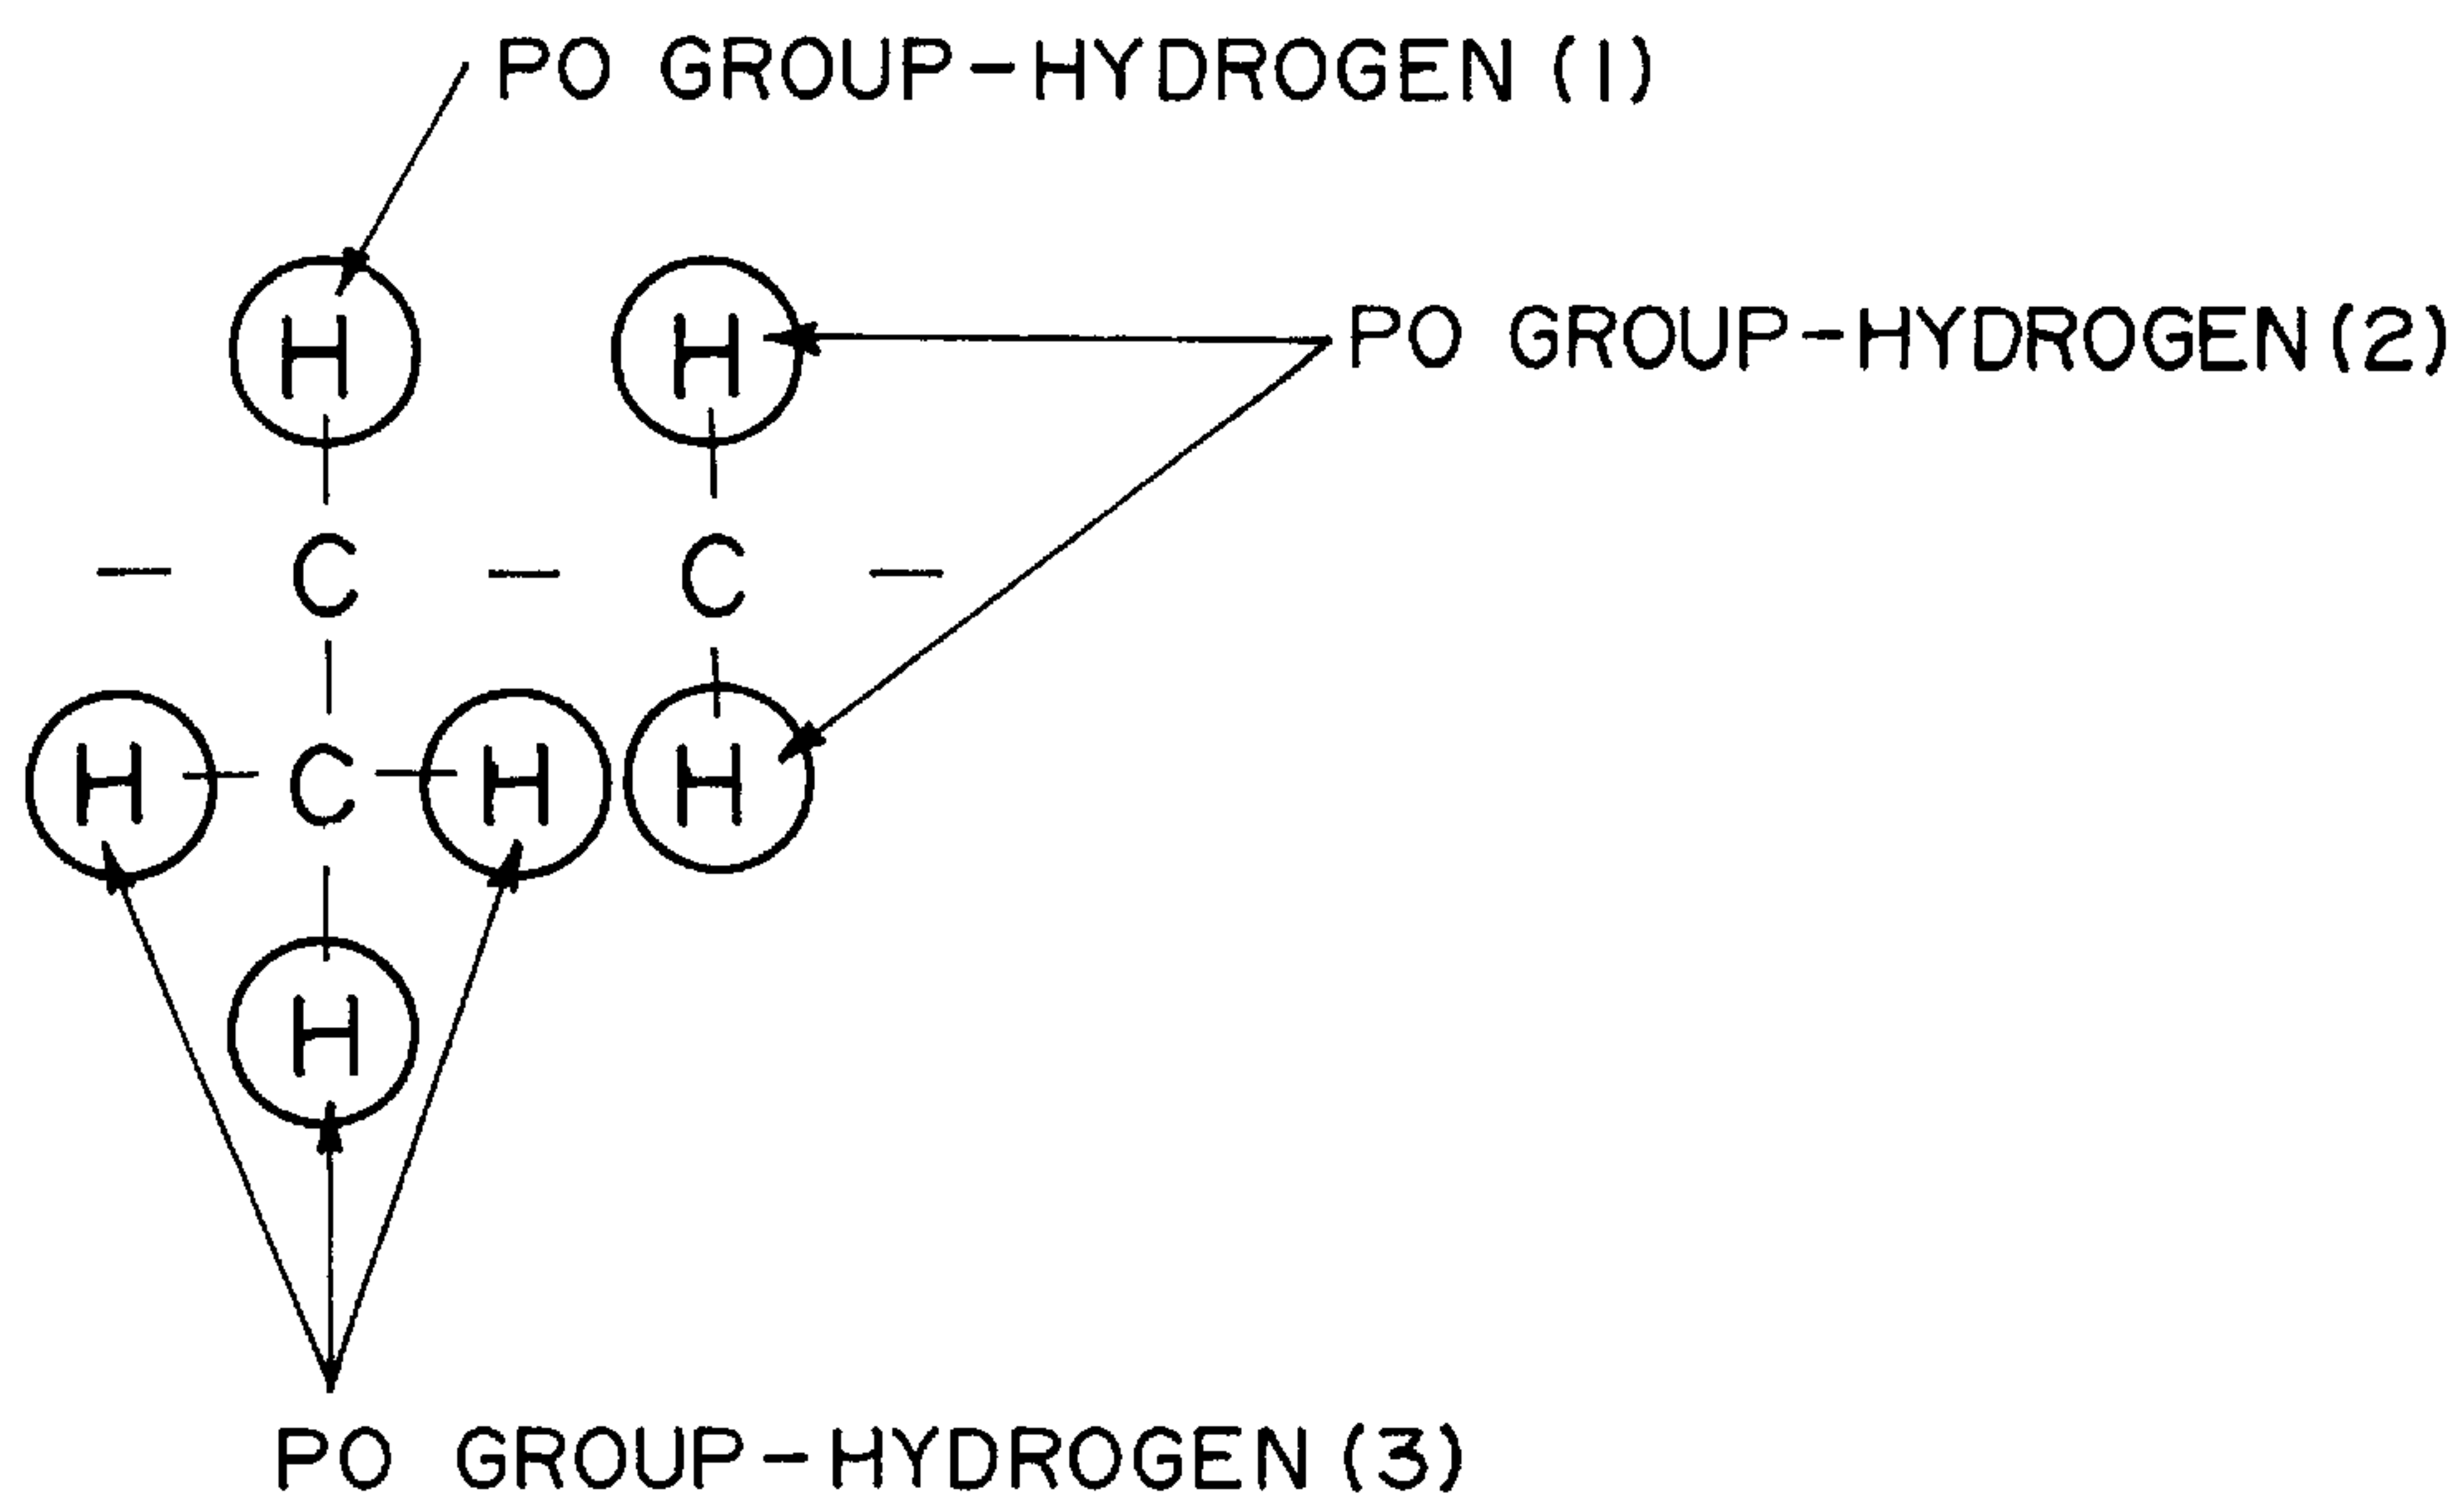 PO GROUP-HYDROGEN (1)
H H
PO GROUP-HYDROGEN(2)
- C - C -
H-C-H H
H
PO GROUP-HYDROGEN (3)